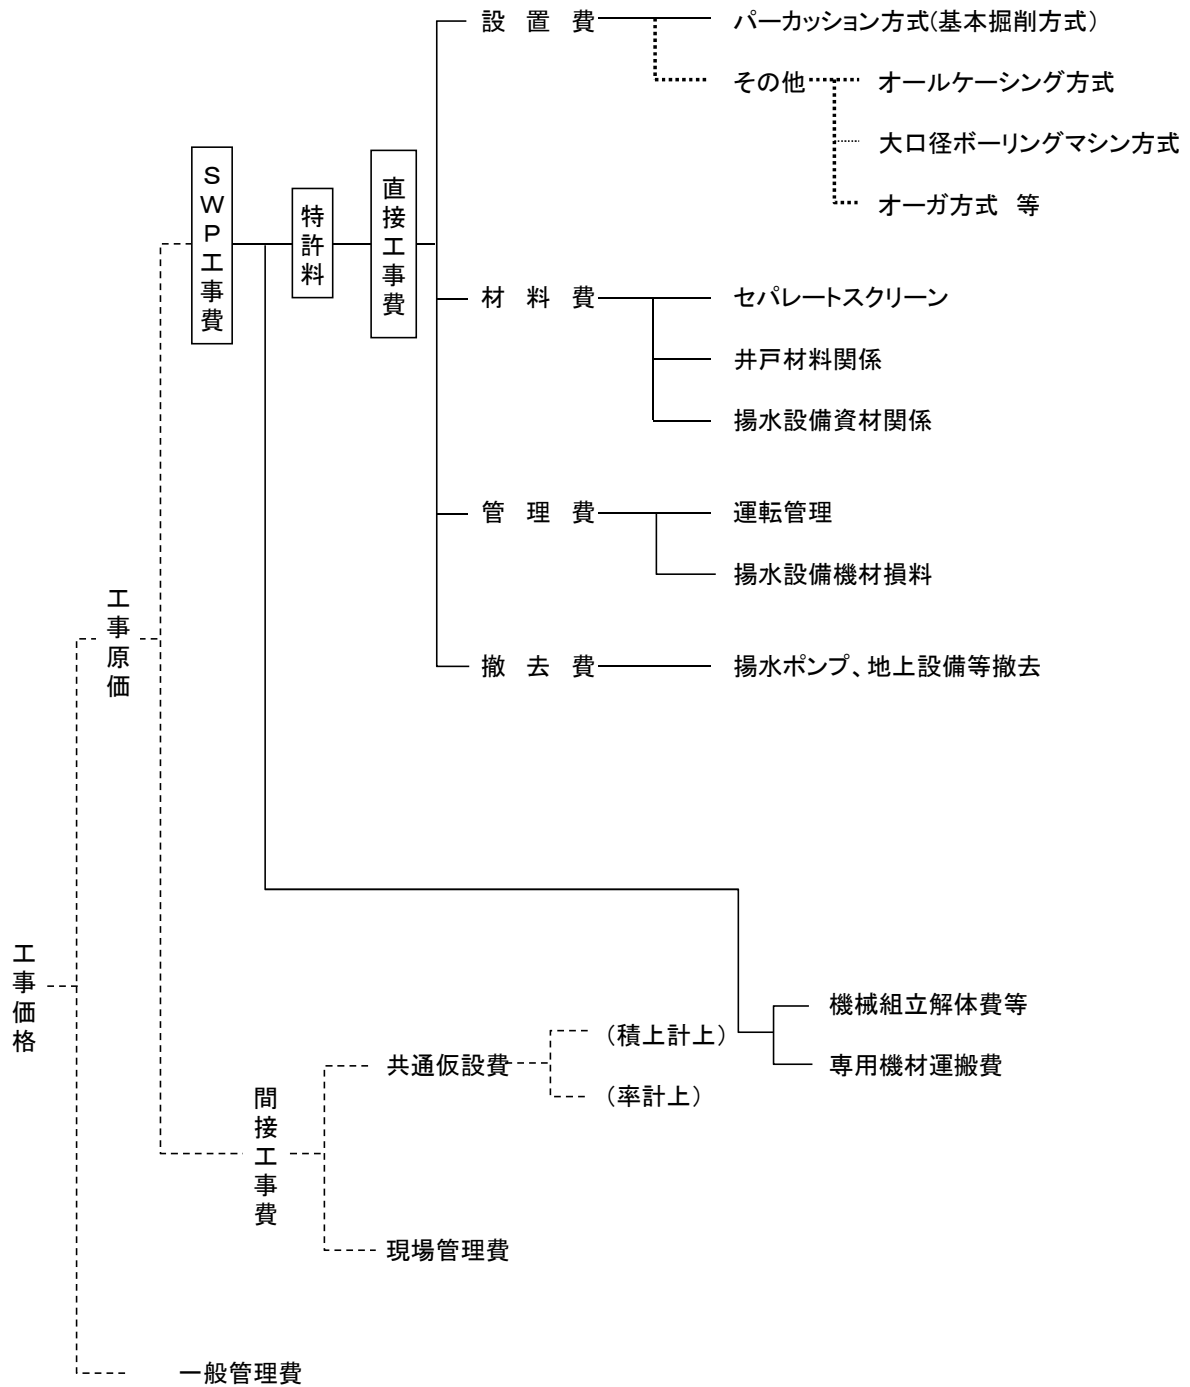 設置費
パーカッション方式(基本掘削方式)
その他
オールケーシング方式
大口径ボーリングマシン方式
オーガ方式 等
SWP工事費
特許料
直接工事費
材料費
セパレートスクリーン
井戸材料関係
揚水設備資材関係
管理費
運転管理
揚水設備機材損料
工事原価
撤去費
揚水ポンプ、地上設備等撤去
工事価格
機械組立解体費等
専用機材運搬費
共通仮設費
(積上計上)
(率計上)
間接工事費
現場管理費
一般管理費